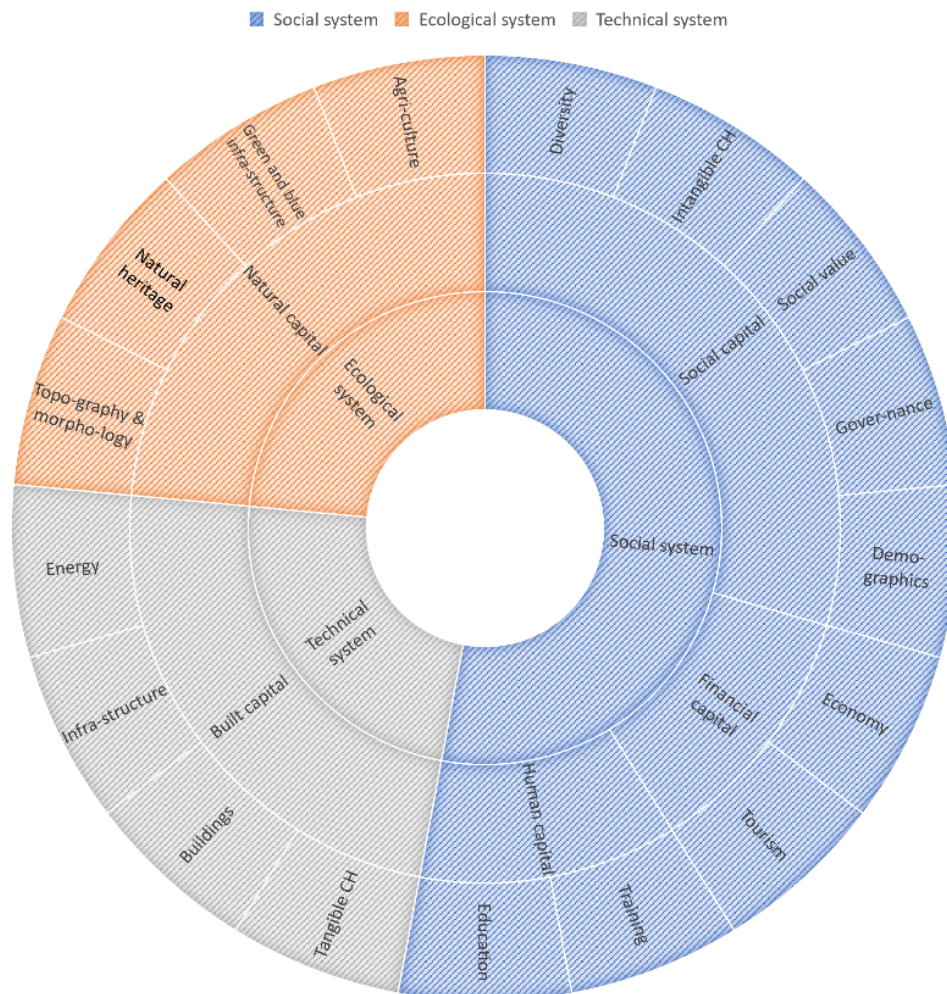 Social system
Ecological system
Technical system
Diversity
Intangible CH
Social value
Gover-nance
Demo-
graphics
Economy
Tourism
Training
Education
Tangible CH
Buildings
Infra-structure
Energy
Topo-graphy &
morpho-logy
Natural
heritage
Green and blue
infra-structure
Agri-culture
Social capital
Financial
capital
Human capital
Built capital
Natural capital
Social system
Technical
system
Ecological
system